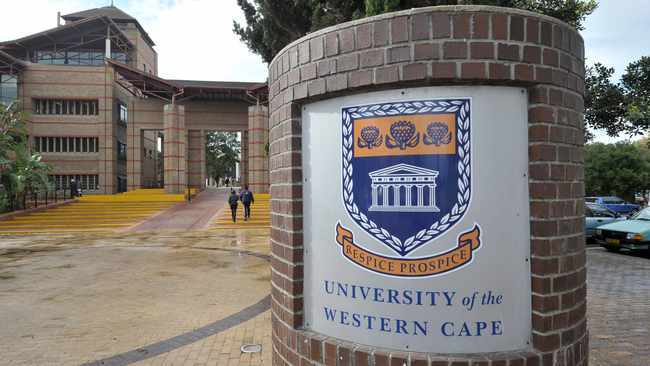 RESPICE PROSPICE
UNIVERSITY of the
WESTERN CAPE